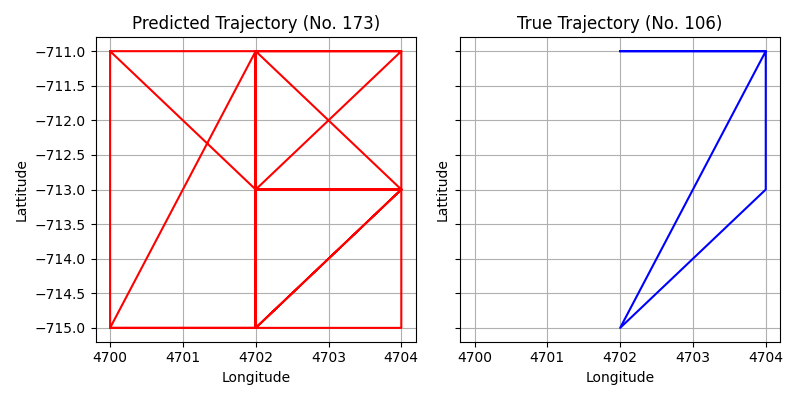 Predicted Trajectory (No. 173)
True Trajectory (No. 106)
Lattitude
−711.0
−711.5
−712.0
−712.5
−713.0
−713.5
−714.0
−714.5
−715.0
4700 4701 4702 4703 4704
Longitude
Lattitude
4700 4701 4702 4703 4704
Longitude